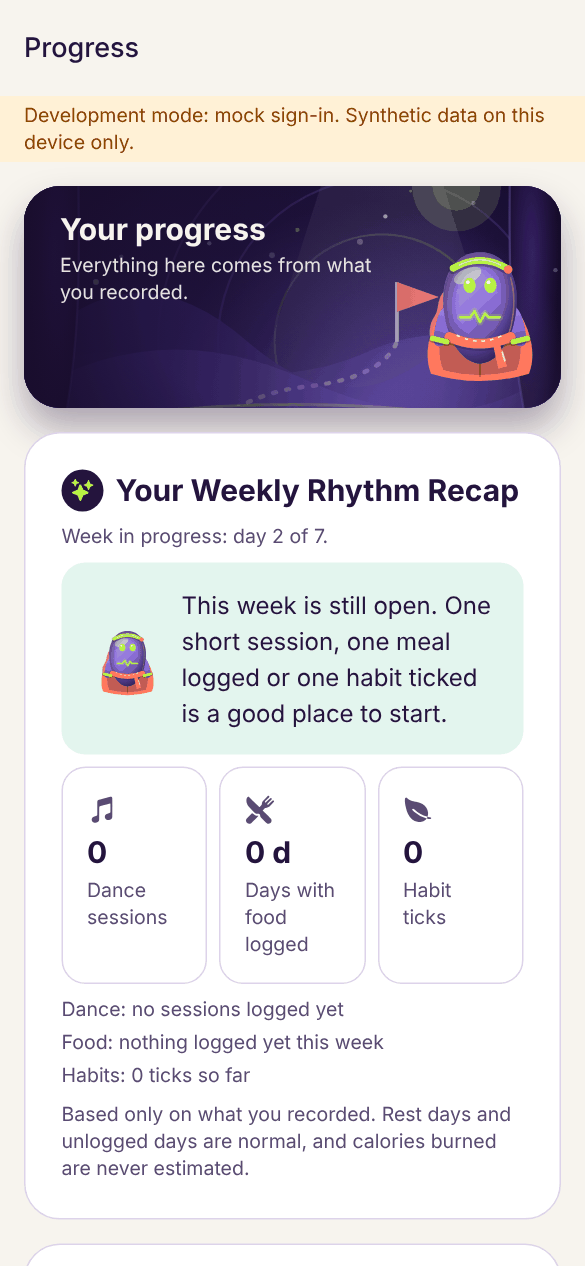 Progress
Development mode: mock sign-in. Synthetic data on this
device only.
Your progress
Everything here comes from what
you recorded.
Your Weekly Rhythm Recap
Week in progress: day 2 of 7.
This week is still open. One
short session, one meal
logged or one habit ticked
is a good place to start.
0
Dance
sessions
0 d
Days with
food
logged
0
Habit
ticks
Dance: no sessions logged yet
Food: nothing logged yet this week
Habits: 0 ticks so far
Based only on what you recorded. Rest days and
unlogged days are normal, and calories burned
are never estimated.